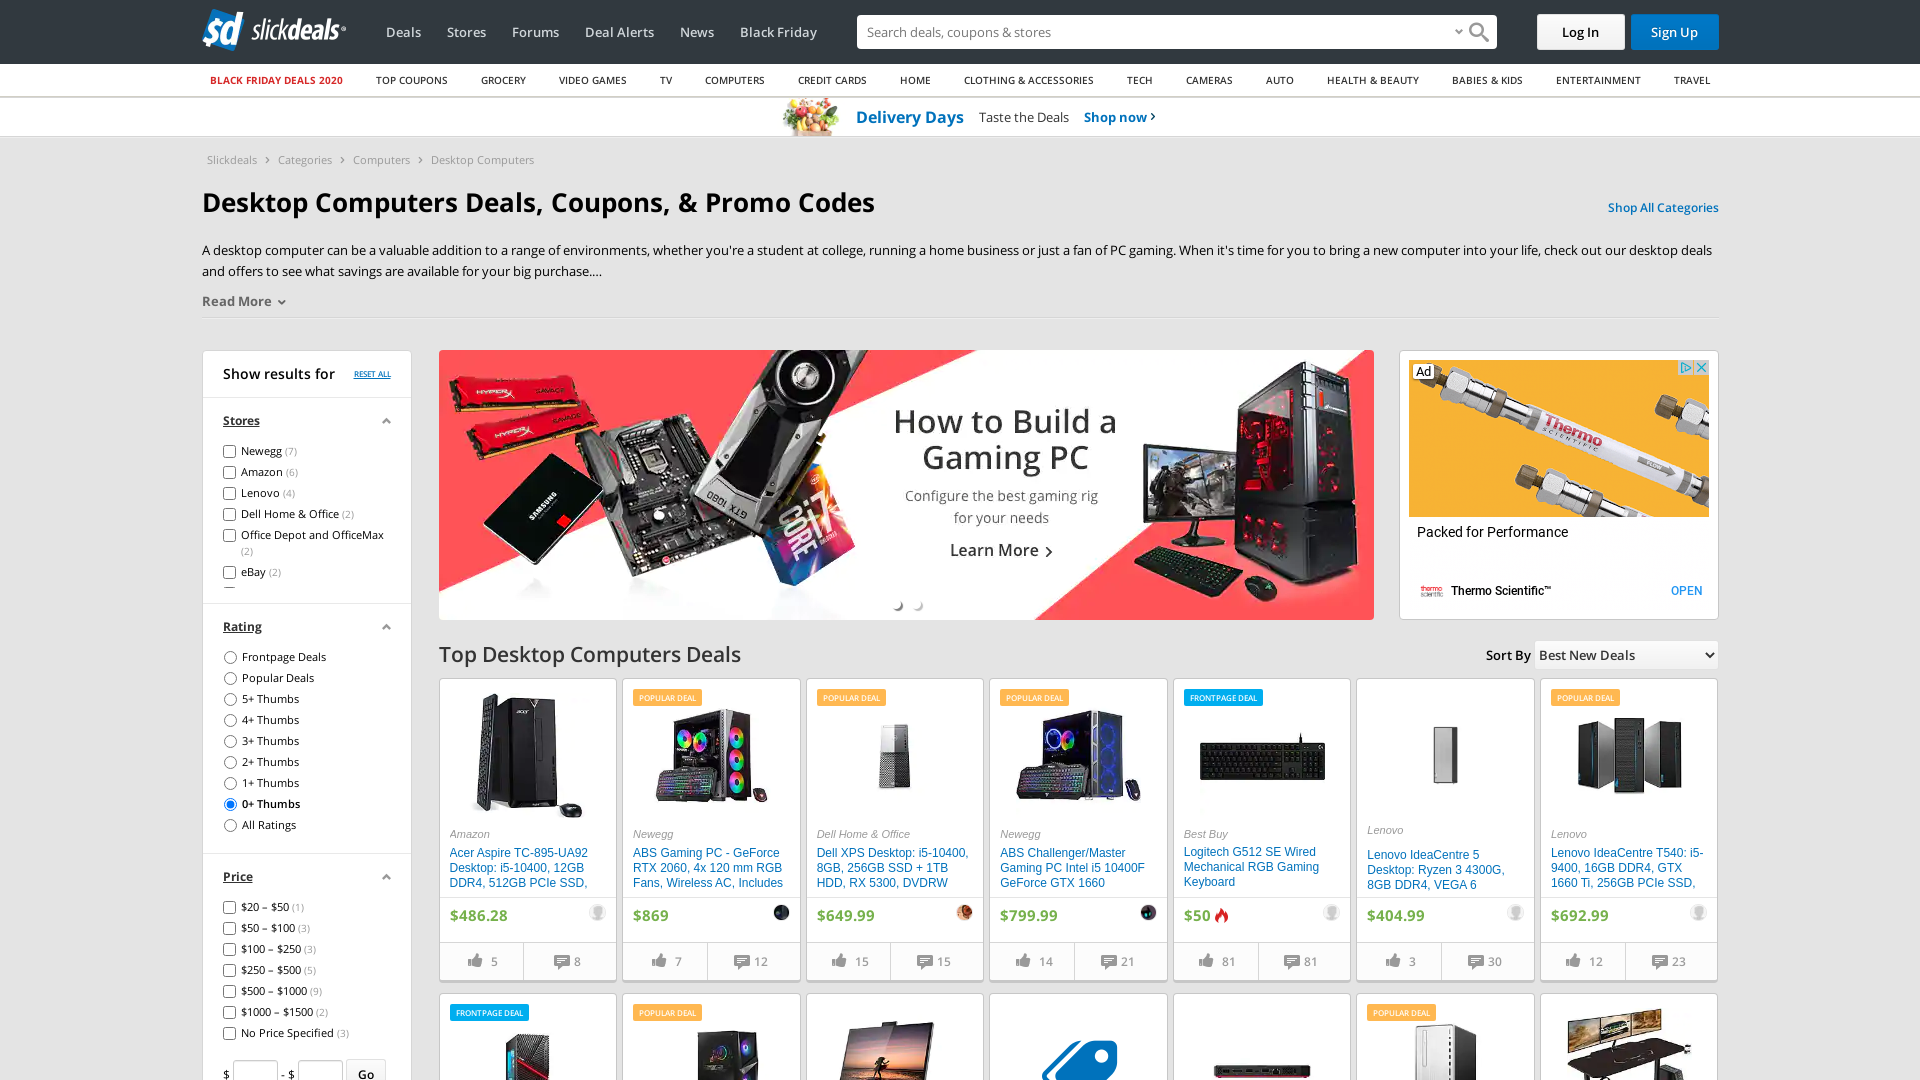 slickdeals
Deals
Stores
Forums
Deal Alerts
News
Black Friday
Search deals, coupons & stores
Log In
Sign Up
BLACK FRIDAY DEALS 2020
TOP COUPONS
GROCERY
VIDEO GAMES
TV
COMPUTERS
CREDIT CARDS
HOME
CLOTHING & ACCESSORIES
TECH
CAMERAS
AUTO
HEALTH & BEAUTY
BABIES & KIDS
ENTERTAINMENT
TRAVEL
Delivery Days Taste the Deals Shop now
Slickdeals > Categories > Computers > Desktop Computers
Desktop Computers Deals, Coupons, & Promo Codes
Shop All Categories
A desktop computer can be a valuable addition to a range of environments, whether you're a student at college, running a home business or just a fan of PC gaming. When it's time for you to bring a new computer into your life, check out our desktop deals
and offers to see what savings are available for your big purchase....
Read More
Show results for
RESET ALL
Stores
Newegg (7)
Amazon (6)
Lenovo (4)
Dell Home & Office (2)
Office Depot and OfficeMax
(2)
eBay (2)
Rating
Frontpage Deals
Popular Deals
5+ Thumbs
4+ Thumbs
3+ Thumbs
2+ Thumbs
1+ Thumbs
0+ Thumbs
All Ratings
Price
$20 – $50 (1)
$50 – $100 (3)
$100 – $250 (3)
$250 – $500 (5)
$500 – $1000 (9)
$1000 – $1500 (2)
No Price Specified (3)
$ - $ Go
HYPERX
SAVAGE
HYPERX
SAMSUNG
GTX 1080
CORE i7
How to Build a
Gaming PC
Configure the best gaming rig
for your needs
Learn More
Ad
Thermo
SCIENTIFIC
FLOW
Packed for Performance
thermo
scientific
Thermo Scientific™
OPEN
Top Desktop Computers Deals
Sort By Best New Deals
acer
Amazon
Acer Aspire TC-895-UA92
Desktop: i5-10400, 12GB
DDR4, 512GB PCIe SSD,
$486.28
5
8
POPULAR DEAL
Newegg
ABS Gaming PC - GeForce
RTX 2060, 4x 120 mm RGB
Fans, Wireless AC, Includes
$869
7
12
POPULAR DEAL
Dell Home & Office
Dell XPS Desktop: i5-10400,
8GB, 256GB SSD + 1TB
HDD, RX 5300, DVDRW
$649.99
15
15
POPULAR DEAL
Newegg
ABS Challenger/Master
Gaming PC Intel i5 10400F
GeForce GTX 1660
$799.99
14
21
FRONTPAGE DEAL
Best Buy
Logitech G512 SE Wired
Mechanical RGB Gaming
Keyboard
$50
81
81
Lenovo
Lenovo IdeaCentre 5
Desktop: Ryzen 3 4300G,
8GB DDR4, VEGA 6
$404.99
3
30
POPULAR DEAL
Lenovo
Lenovo IdeaCentre T540: i5-
9400, 16GB DDR4, GTX
1660 Ti, 256GB PCIe SSD,
$692.99
12
23
FRONTPAGE DEAL
POPULAR DEAL
POPULAR DEAL